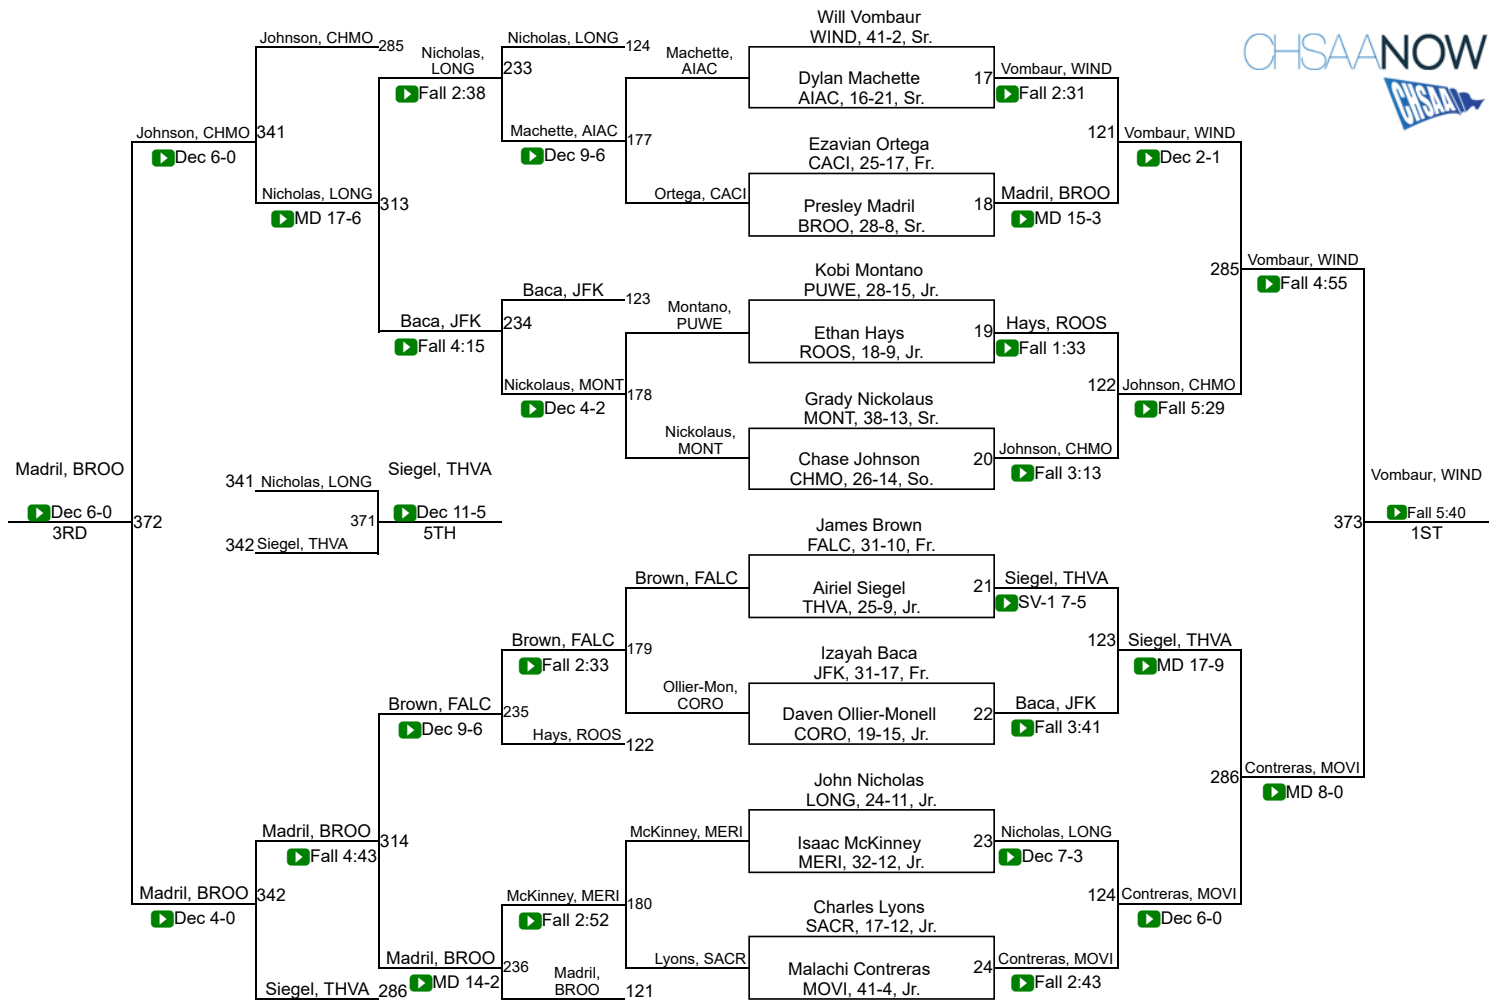 CHSAANOW
CHSAA
Will Vombaur
WIND, 41-2, Sr.
Dylan Machette
AIAC, 16-21, Sr.
17
Ezavian Ortega
CACI, 25-17, Fr.
Presley Madril
BROO, 28-8, Sr.
18
Kobi Montano
PUWE, 28-15, Jr.
Ethan Hays
ROOS, 18-9, Jr.
19
Grady Nickolaus
MONT, 38-13, Sr.
Chase Johnson
CHMO, 26-14, So.
20
James Brown
FALC, 31-10, Fr.
Airiel Siegel
THVA, 25-9, Jr.
21
Izayah Baca
JFK, 31-17, Fr.
Daven Ollier-Monell
CORO, 19-15, Jr.
22
John Nicholas
LONG, 24-11, Jr.
Isaac McKinney
MERI, 32-12, Jr.
23
Charles Lyons
SACR, 17-12, Jr.
Malachi Contreras
MOVI, 41-4, Jr.
24
Vombaur, WIND
Fall 2:31
Madril, BROO
MD 15-3
Hays, ROOS
Fall 1:33
Johnson, CHMO
Fall 3:13
Siegel, THVA
SV-1 7-5
Baca, JFK
Fall 3:41
Nicholas, LONG
Dec 7-3
Contreras, MOVI
Fall 2:43
121
Vombaur, WIND
Dec 2-1
122
Johnson, CHMO
Fall 5:29
123
Siegel, THVA
MD 17-9
124
Contreras, MOVI
Dec 6-0
285
Vombaur, WIND
Fall 4:55
286
Contreras, MOVI
MD 8-0
373
Vombaur, WIND
Fall 5:40
1ST
Machette,
AIAC
Ortega, CACI
177
Montano,
PUWE
Nickolaus,
MONT
178
Brown, FALC
Ollier-Mon,
CORO
179
McKinney, MERI
Lyons, SACR
180
Nicholas, LONG
124
Machette, AIAC
Dec 9-6
233
Baca, JFK
123
Nickolaus, MONT
Dec 4-2
234
Brown, FALC
Fall 2:33
Hays, ROOS
122
235
McKinney, MERI
Fall 2:52
Madril,
BROO
121
236
Nicholas,
LONG
Fall 2:38
Baca, JFK
Fall 4:15
313
Brown, FALC
Dec 9-6
Madril, BROO
MD 14-2
314
Johnson, CHMO
285
Nicholas, LONG
MD 17-6
341
Madril, BROO
Fall 4:43
Siegel, THVA
286
342
Johnson, CHMO
Dec 6-0
Madril, BROO
Dec 4-0
372
Madril, BROO
Dec 6-0
3RD
341
Nicholas, LONG
342
Siegel, THVA
371
Siegel, THVA
Dec 11-5
5TH